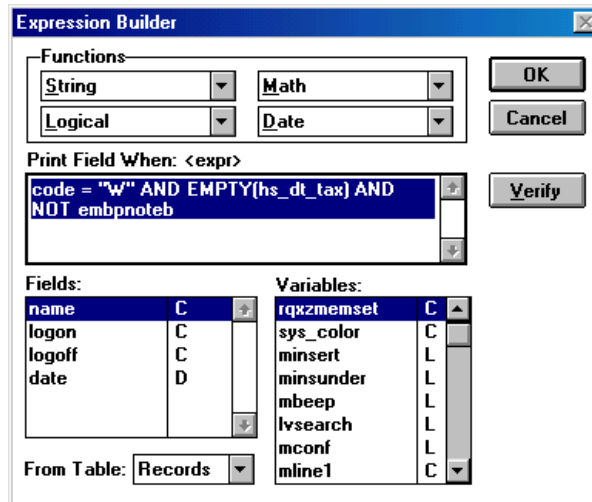 Expression Builder
Functions
String Math
Logical Date
OK
Cancel
Print Field When: <expr>
code = "W" AND EMPTY(hs_dt_tax) AND
NOT embpnoteb
Verify
Fields:
name C
logon C
logoff C
date D
From Table: Records
Variables:
rqxzmemset C
sys_color C
minsert L
minsunder L
mbeep L
lvsearch L
mconf L
mline1 C